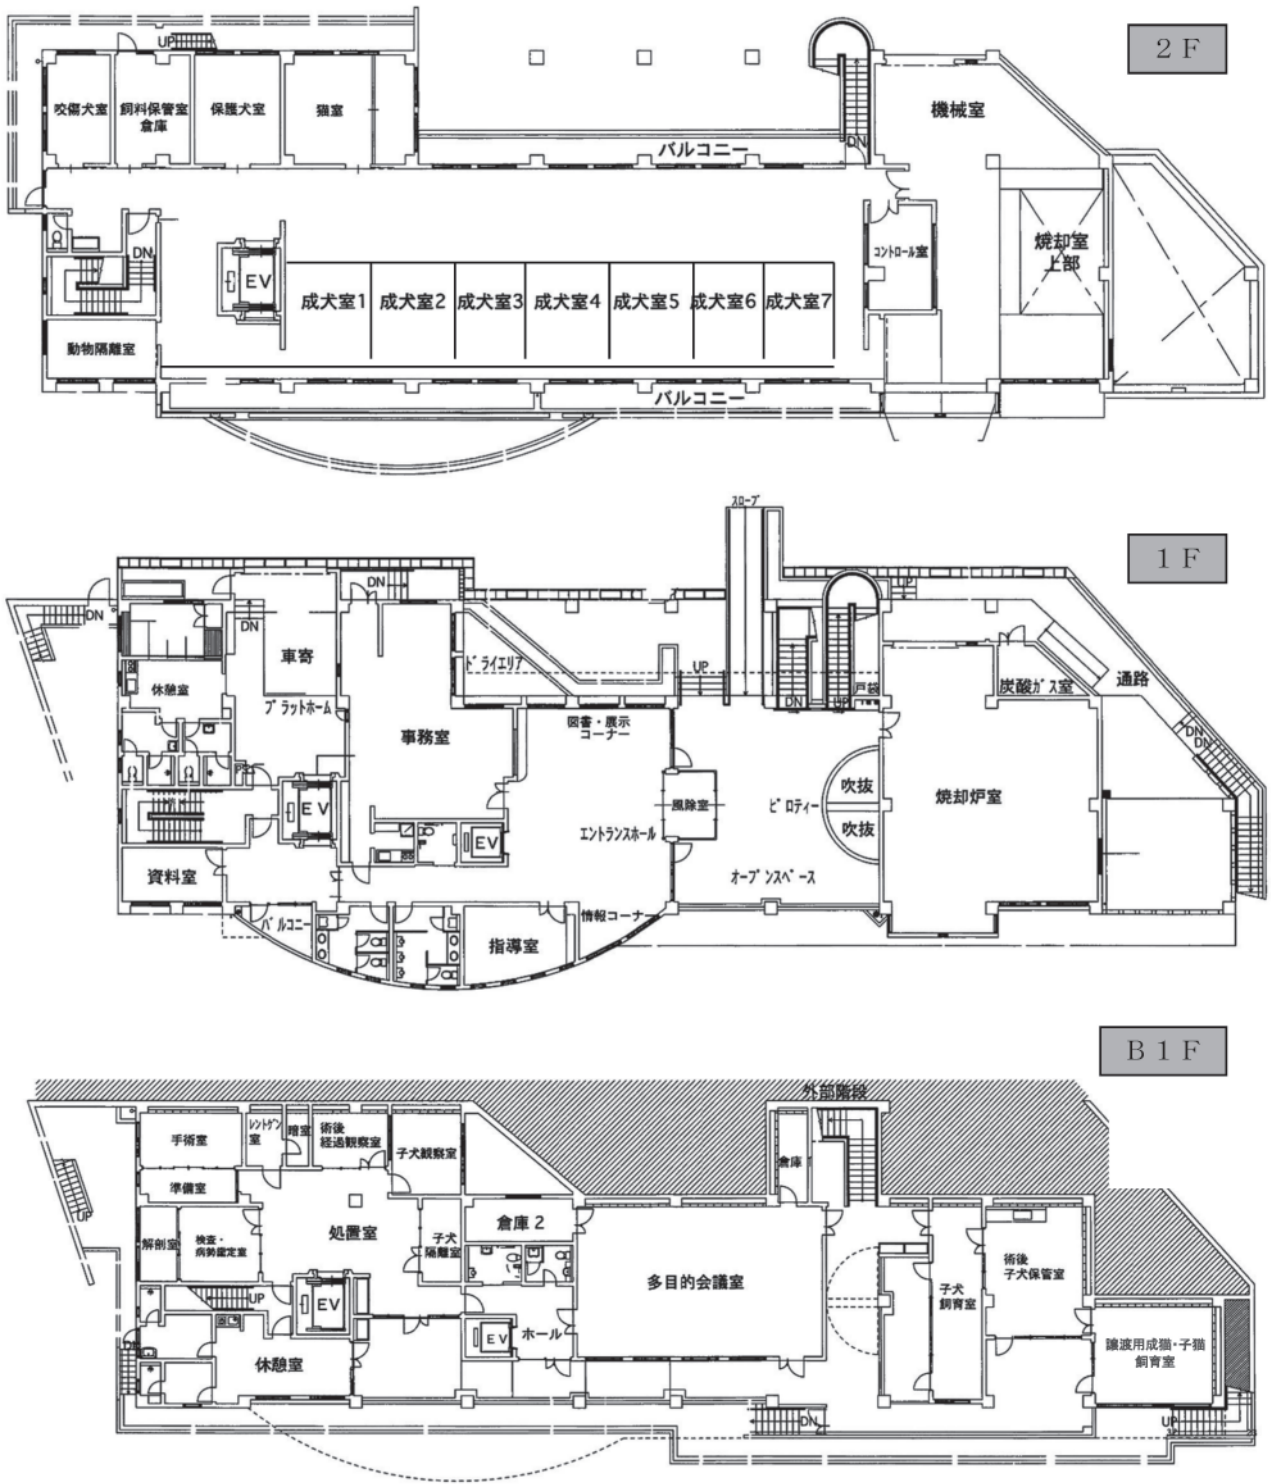 2F
UP
咬傷犬室
飼料保管室
倉庫
保護犬室
猫室
バルコニー
DN
機械室
DN
EV
成犬室1
成犬室2
成犬室3
成犬室4
成犬室5
成犬室6
成犬室7
コントロール室
焼却室
上部
動物隔離室
バルコニー
1F
スロープ
DN
DN
DN
UP
車寄
ドライエリア
UP
休憩室
プラットホーム
事務室
図書・展示
コーナー
DN
UP
戸袋
炭酸ガス室
通路
DN
DN
PS
EV
風除室
ピロティー
吹抜
吹抜
焼却炉室
EV
エントランスホール
資料室
オープンスペース
バルコニー
指導室
情報コーナー
B1F
外部階段
手術室
レントゲン
室
暗室
術後
経過観察室
子犬観察室
倉庫
準備室
UP
解剖室
検査・
病勢鑑定室
処置室
子犬
隔離室
倉庫2
多目的会議室
子犬
飼育室
術後
子犬保管室
UP
EV
EV
ホール
DN
休憩室
譲渡用成猫・子猫
飼育室
DN
UP